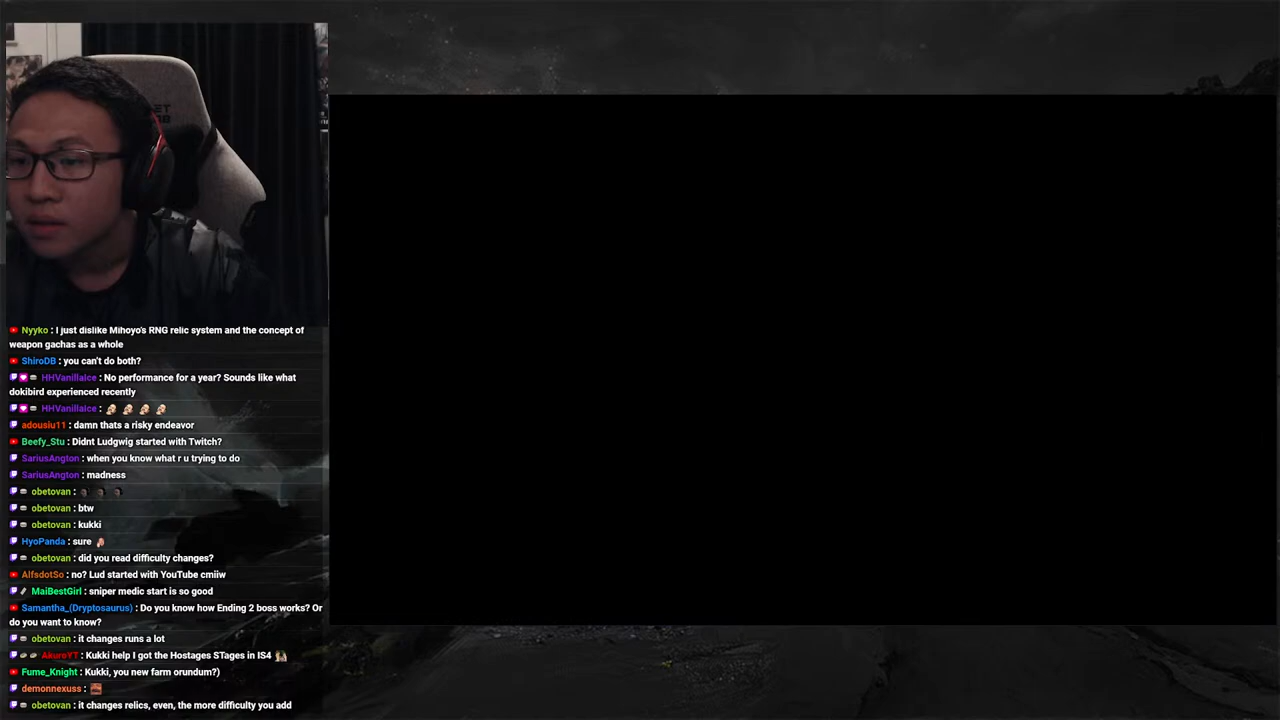 Nyyko : I just dislike Mihoyo's RNG relic system and the concept of
weapon gachas as a whole
ShiroDB : you can't do both?
HHVanillaIce : No performance for a year? Sounds like what
dokibird experienced recently
HHVanillaIce :
adousiu11 : damn thats a risky endeavor
Beefy_Stu : Didnt Ludgwig started with Twitch?
SariusAngton : when you know what r u trying to do
SariusAngton : madness
obetovan :
obetovan : btw
obetovan : kukki
HyoPanda : sure
obetovan : did you read difficulty changes?
AlfsdotSo : no? Lud started with YouTube cmiiw
MaiBestGirl : sniper medic start is so good
Samantha_(Dryptosaurus) : Do you know how Ending 2 boss works? Or
do you want to know?
obetovan : it changes runs a lot
AkuroYT : Kukki help I got the Hostages STages in IS4
Fume_Knight : Kukki, you new farm orundum?)
demonnexuss :
obetovan : it changes relics, even, the more difficulty you add